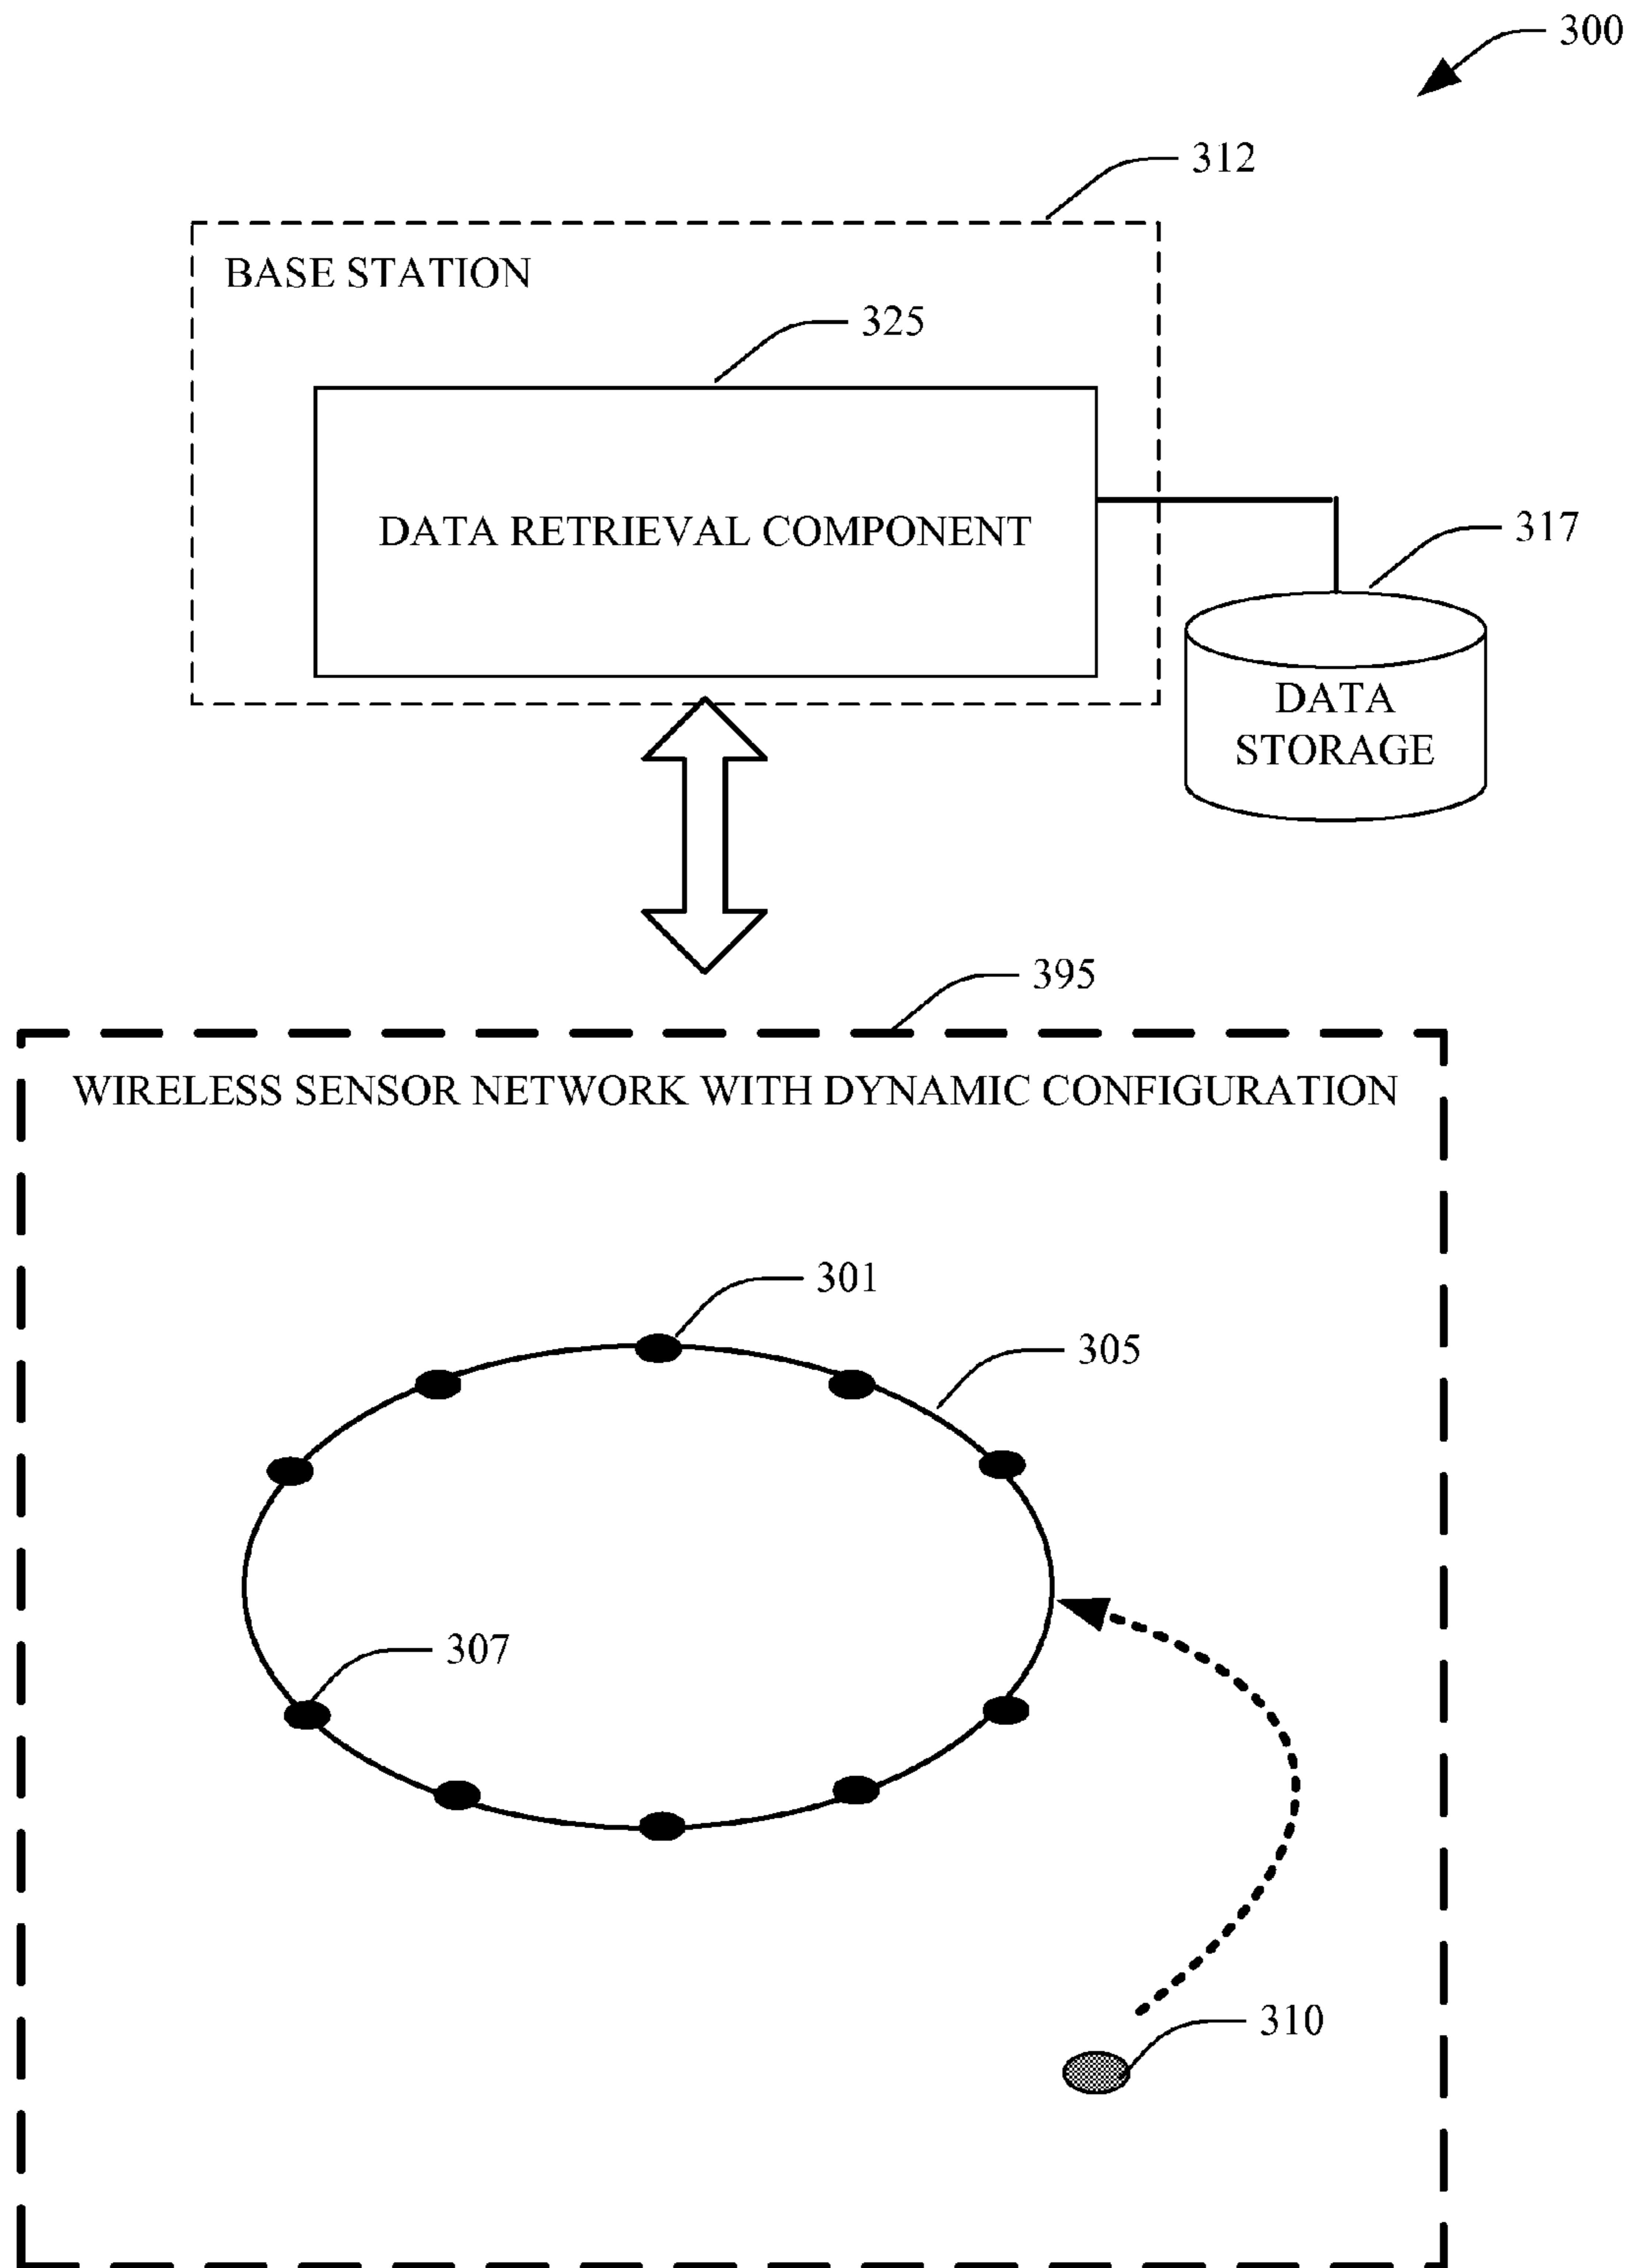 300
312
BASE STATION
325
DATA RETRIEVAL COMPONENT
317
DATA
STORAGE
395
WIRELESS SENSOR NETWORK WITH DYNAMIC CONFIGURATION
301
305
307
310